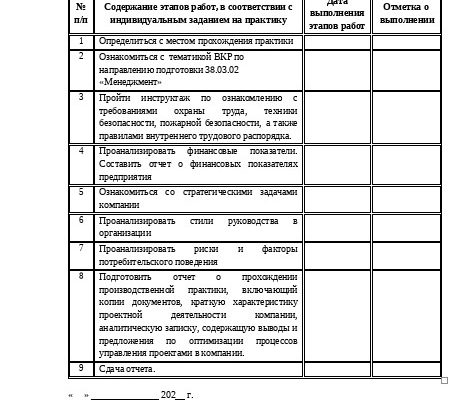 № Содержание этапов работ, в соответствии с Дата Отметка о
п/п индивидуальным заданием на практику выполнения выполнении
этапов работ
1 Определиться с местом прохождения практики
2 Ознакомиться с тематикой ВКР по
направлению подготовки 38.03.02
«Менеджмент»
3 Пройти инструктаж по ознакомлению с
требованиями охраны труда, техники
безопасности, пожарной безопасности, а также
правилами внутреннего трудового распорядка.
4 Проанализировать финансовые показатели.
Составить отчет о финансовых показателях
предприятия
5 Ознакомиться со стратегическими задачами
компании
6 Проанализировать стили руководства в
организации
7 Проанализировать риски и факторы
потребительского поведения
8 Подготовить отчет о прохождении
производственной практики, включающий
копии документов, краткую характеристику
проектной деятельности компании,
аналитическую записку, содержащую выводы и
предложения по оптимизации процессов
управления проектами в компании.
9 Сдача отчета.
« » ______________ 202__ г.